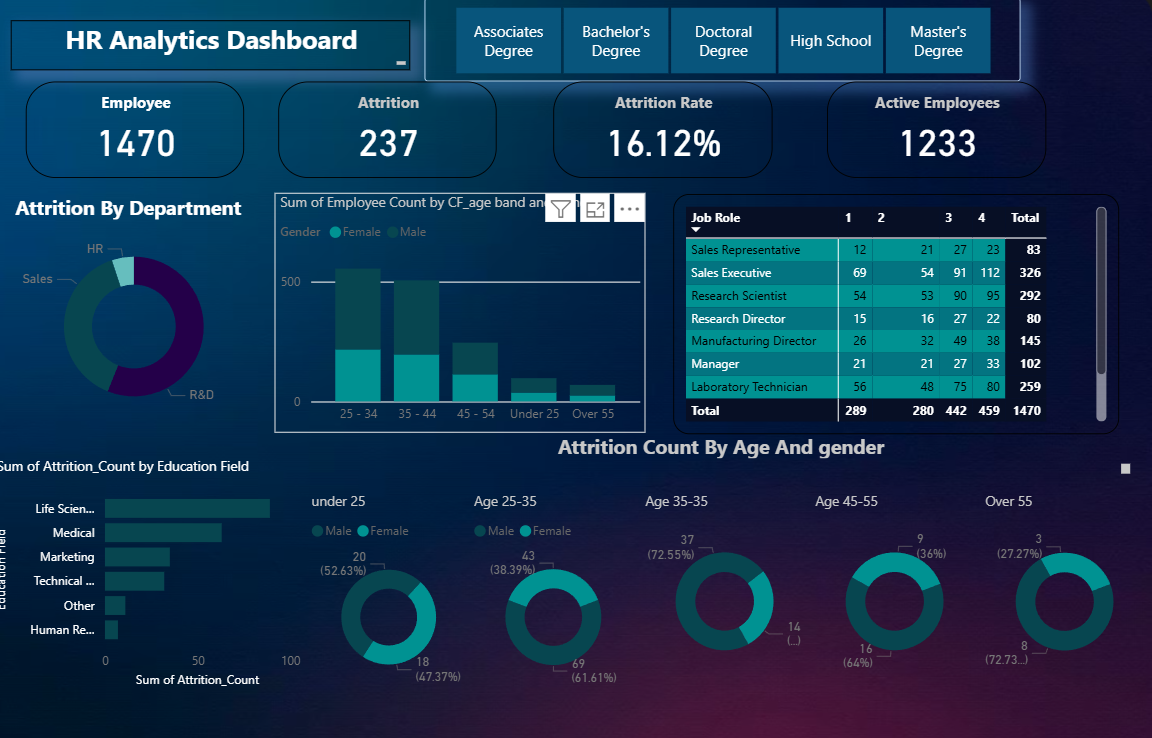 HR Analytics Dashboard
Associates
Degree
Bachelor's
Degree
Doctoral
Degree
High School
Master's
Degree
Employee
1470
Attrition
237
Attrition Rate
16.12%
Active Employees
1233
Attrition By Department
HR
Sales
R&D
Sum of Employee Count by CF_age band an
Gender Female Male
500
0
25 - 34 35 - 44 45 - 54 Under 25 Over 55
Job Role 1 2 3 4 Total
Sales Representative 12 21 27 23 83
Sales Executive 69 54 91 112 326
Research Scientist 54 53 90 95 292
Research Director 15 16 27 22 80
Manufacturing Director 26 32 49 38 145
Manager 21 21 27 33 102
Laboratory Technician 56 48 75 80 259
Total 289 280 442 459 1470
Attrition Count By Age And gender
Sum of Attrition_Count by Education Field
Education Field
Life Scien...
Medical
Marketing
Technical ...
Other
Human Re...
0 50 100
Sum of Attrition_Count
under 25
Male Female
20
(52.63%)
18
(47.37%)
Age 25-35
Male Female
43
(38.39%)
69
(61.61%)
Age 35-35
37
(72.55%)
14
(...)
Age 45-55
9
(36%)
16
(64%)
Over 55
3
(27.27%)
8
(72.73...)